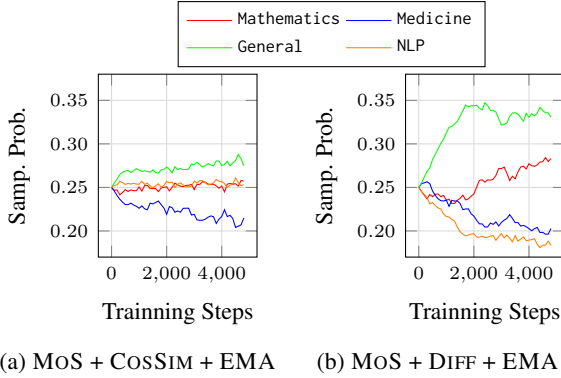 Mathematics Medicine
General NLP
0.35 0.35
0.30 0.30
0.25 0.25
0.20 0.20
Samp. Prob. Samp. Prob.
0 2,000 4,000 0 2,000 4,000
Trainning Steps Trainning Steps
(a) MOS + COSSIM + EMA (b) MOS + DIFF + EMA